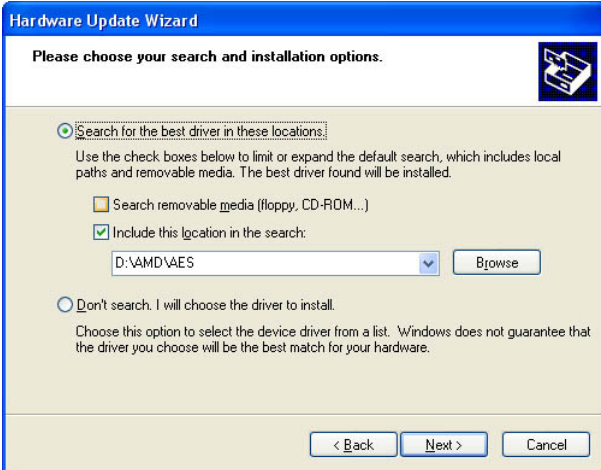 Hardware Update Wizard
Please choose your search and installation options.
Search for the best driver in these locations.
Use the check boxes below to limit or expand the default search, which includes local
paths and removable media. The best driver found will be installed.
Search removable media (floppy, CD-ROM...)
Include this location in the search:
D:\AMD\AES
Browse
Don't search. I will choose the driver to install.
Choose this option to select the device driver from a list. Windows does not guarantee that
the driver you choose will be the best match for your hardware.
< Back
Next >
Cancel